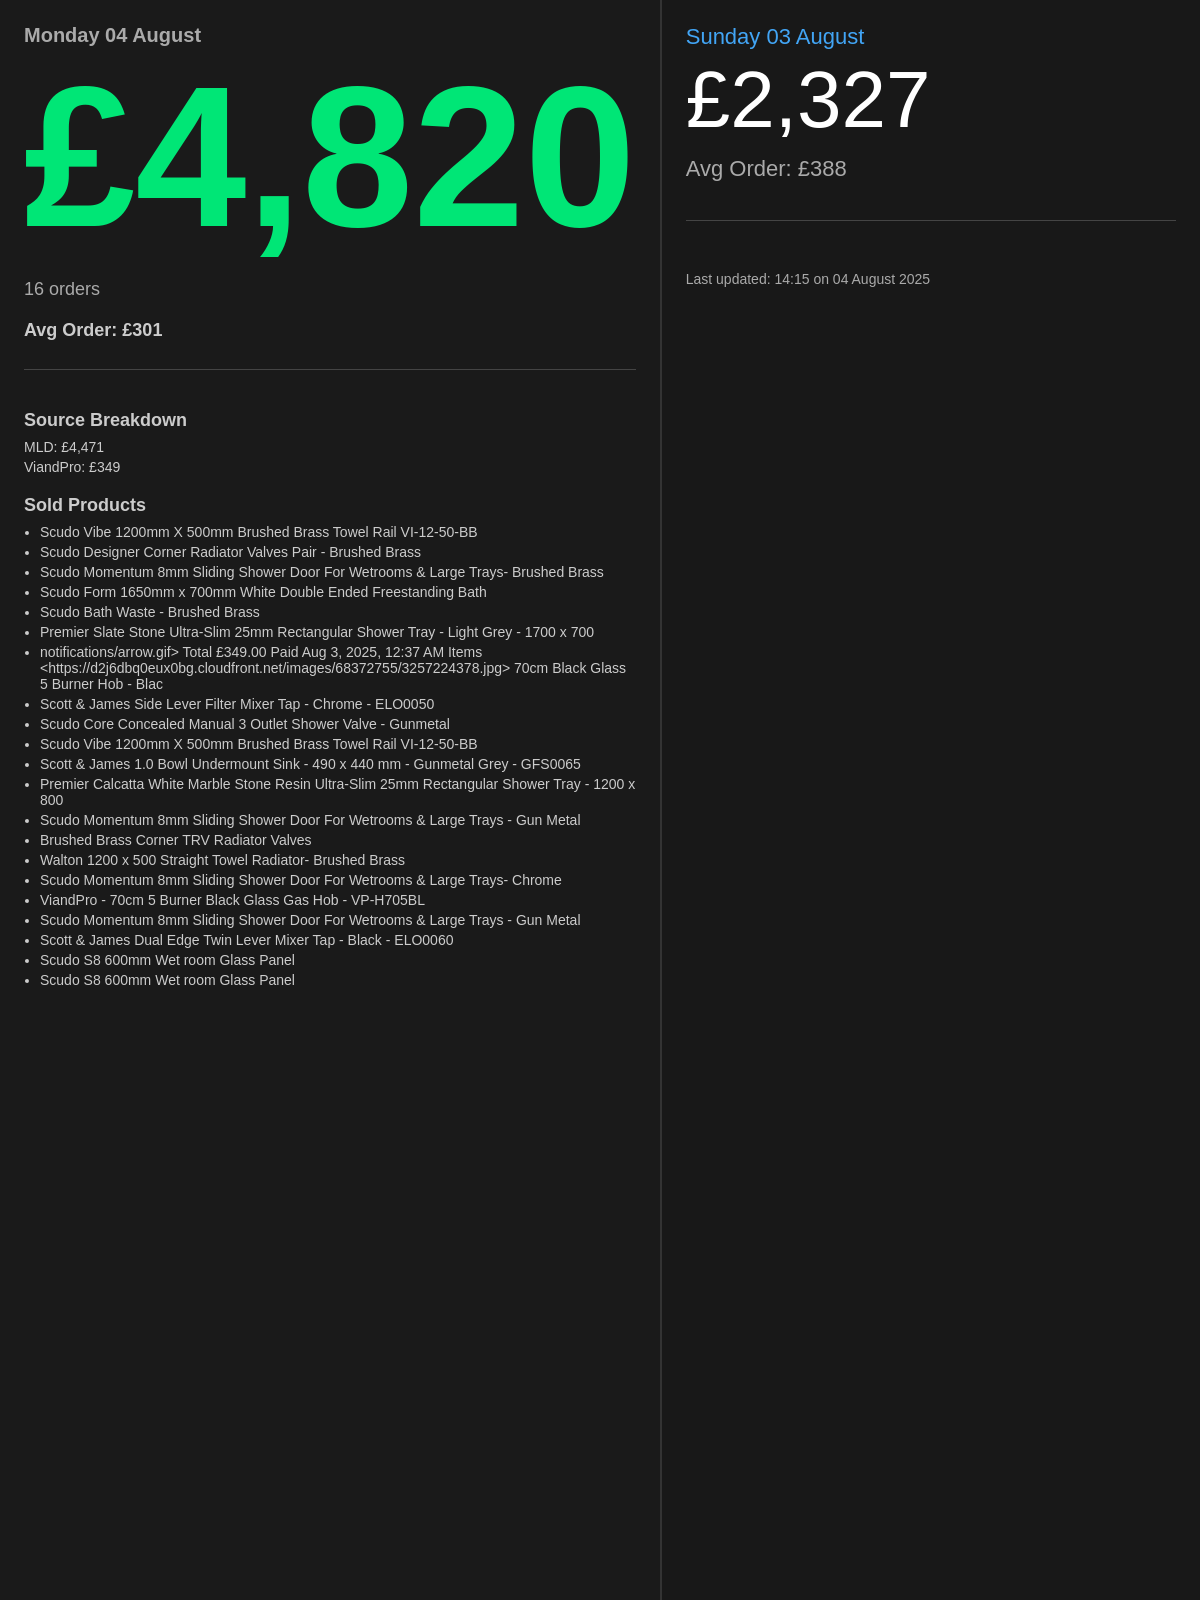 Monday 04 August
£4,820
16 orders
Avg Order: £301
Source Breakdown
MLD: £4,471
ViandPro: £349
Sold Products
• Scudo Vibe 1200mm X 500mm Brushed Brass Towel Rail VI-12-50-BB
• Scudo Designer Corner Radiator Valves Pair - Brushed Brass
• Scudo Momentum 8mm Sliding Shower Door For Wetrooms & Large Trays- Brushed Brass
• Scudo Form 1650mm x 700mm White Double Ended Freestanding Bath
• Scudo Bath Waste - Brushed Brass
• Premier Slate Stone Ultra-Slim 25mm Rectangular Shower Tray - Light Grey - 1700 x 700
• notifications/arrow.gif> Total £349.00 Paid Aug 3, 2025, 12:37 AM Items
<https://d2j6dbq0eux0bg.cloudfront.net/images/68372755/3257224378.jpg> 70cm Black Glass
5 Burner Hob - Blac
• Scott & James Side Lever Filter Mixer Tap - Chrome - ELO0050
• Scudo Core Concealed Manual 3 Outlet Shower Valve - Gunmetal
• Scudo Vibe 1200mm X 500mm Brushed Brass Towel Rail VI-12-50-BB
• Scott & James 1.0 Bowl Undermount Sink - 490 x 440 mm - Gunmetal Grey - GFS0065
• Premier Calcatta White Marble Stone Resin Ultra-Slim 25mm Rectangular Shower Tray - 1200 x
800
• Scudo Momentum 8mm Sliding Shower Door For Wetrooms & Large Trays - Gun Metal
• Brushed Brass Corner TRV Radiator Valves
• Walton 1200 x 500 Straight Towel Radiator- Brushed Brass
• Scudo Momentum 8mm Sliding Shower Door For Wetrooms & Large Trays- Chrome
• ViandPro - 70cm 5 Burner Black Glass Gas Hob - VP-H705BL
• Scudo Momentum 8mm Sliding Shower Door For Wetrooms & Large Trays - Gun Metal
• Scott & James Dual Edge Twin Lever Mixer Tap - Black - ELO0060
• Scudo S8 600mm Wet room Glass Panel
• Scudo S8 600mm Wet room Glass Panel
Sunday 03 August
£2,327
Avg Order: £388
Last updated: 14:15 on 04 August 2025